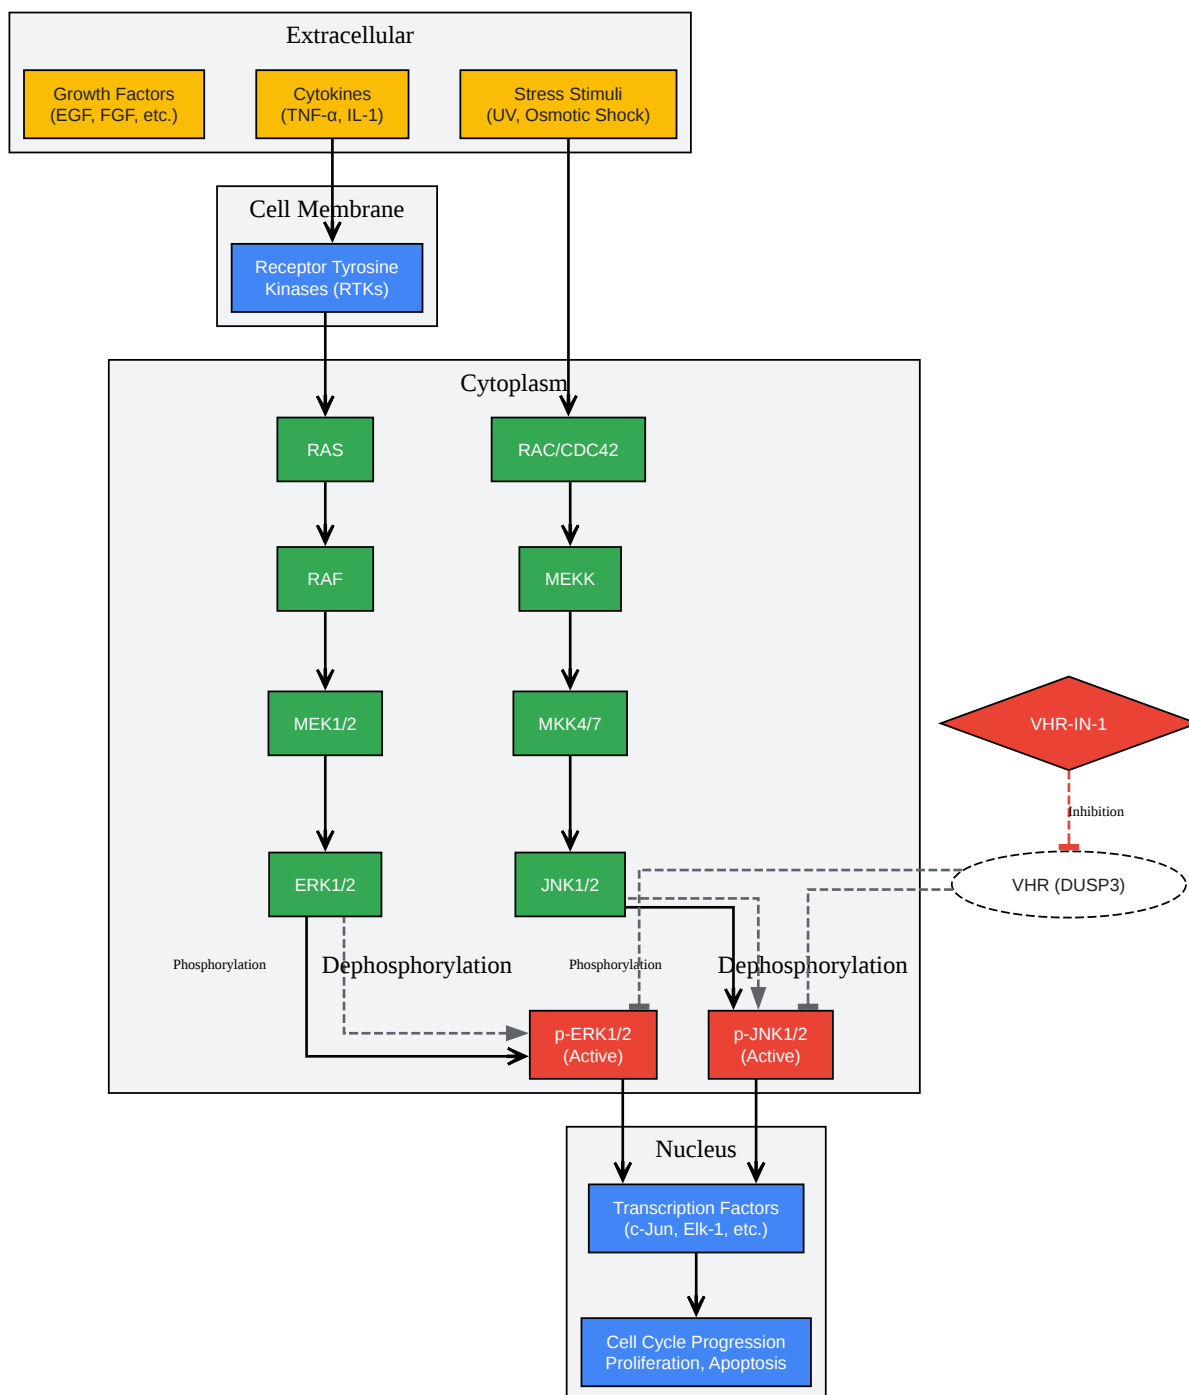 Extracellular
Growth Factors
(EGF, FGF, etc.)
Cytokines
(TNF-α, IL-1)
Stress Stimuli
(UV, Osmotic Shock)
Cell Membrane
Receptor Tyrosine
Kinases (RTKs)
Cytoplasm
RAS
RAC/CDC42
RAF
MEKK
MEK1/2
MKK4/7
VHR-IN-1
Inhibition
ERK1/2
JNK1/2
VHR (DUSP3)
Phosphorylation
Dephosphorylation
Phosphorylation
Dephosphorylation
p-ERK1/2
(Active)
p-JNK1/2
(Active)
Nucleus
Transcription Factors
(c-Jun, Elk-1, etc.)
Cell Cycle Progression
Proliferation, Apoptosis